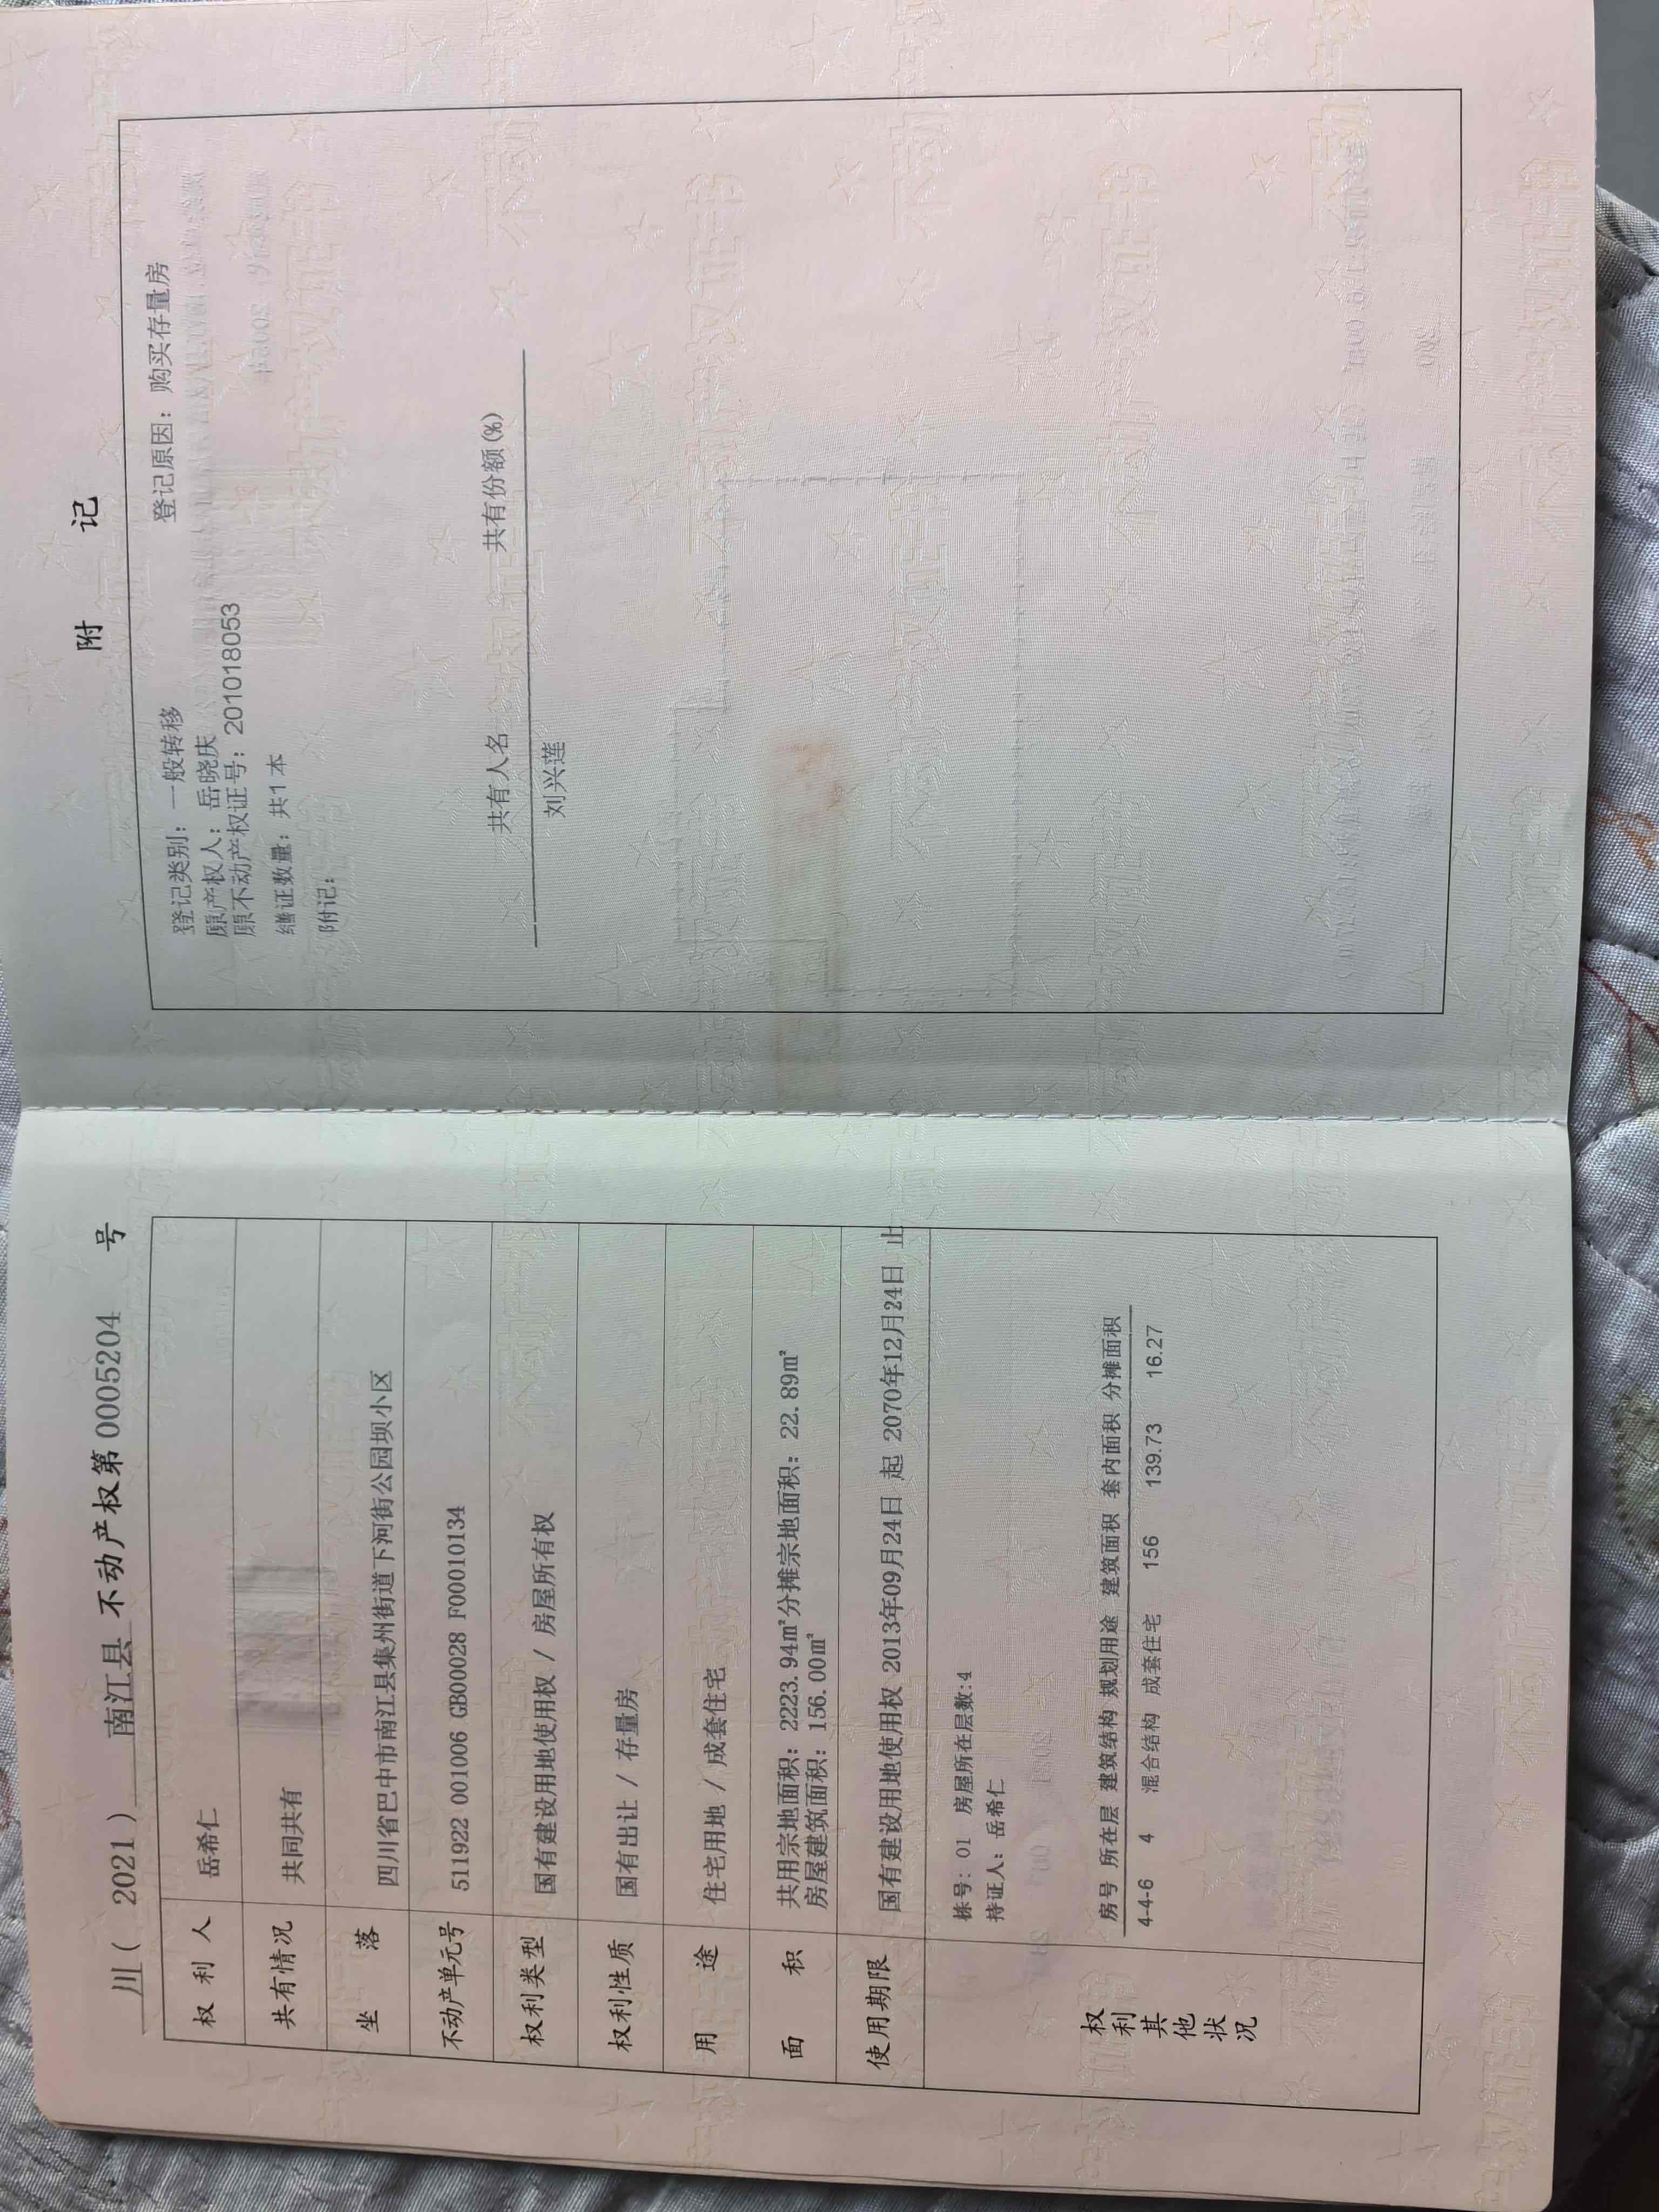 川（ 2021 ） 南江县 不动产权第 0005204 号
权利人 岳希仁
共有情况 共同共有
坐落 四川省巴中市南江县集州街道下河街公园坝小区
不动产单元号 511922 001006 GB00028 F00010134
权利类型 国有建设用地使用权 / 房屋所有权
权利性质 国有出让 / 存量房
用途 住宅用地 / 成套住宅
面积 共用宗地面积：2223.94㎡分摊宗地面积：22.89㎡
房屋建筑面积：156.00㎡
使用期限 国有建设用地使用权 2013年09月24日 起 2070年12月24日 止
权利其他状况
栋号：01 房屋所在层数：4
持证人：岳希仁
房号 所在层 建筑结构 规划用途 建筑面积 套内面积 分摊面积
4-4-6 4 混合结构 成套住宅 156 139.73 16.27
附 记
登记类别：一般转移 登记原因：购买存量房
原产权人：岳晓庆
原不动产权证号：201018053
缮证数量：共1本
附记：
共有人名 共有份额(%)
刘兴莲
不动产权证书